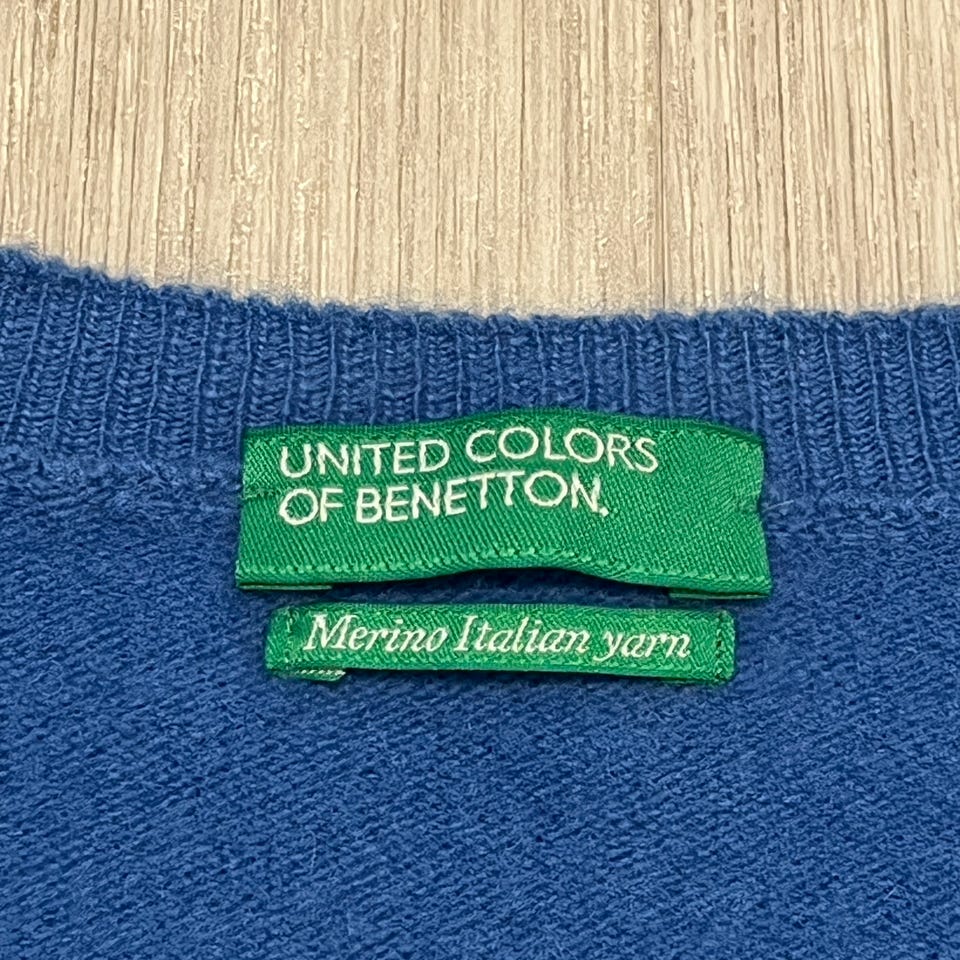 UNITED COLORS
OF BENETTON.
Merino Italian yarn